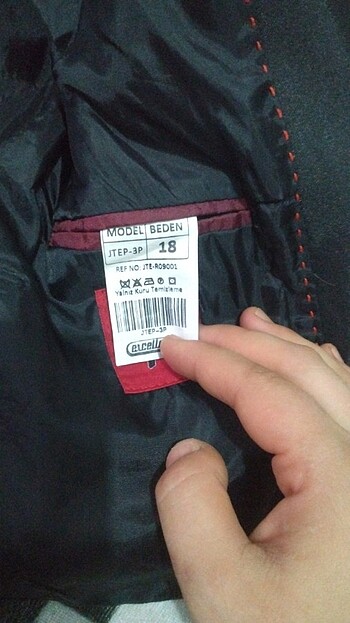 MODEL BEDEN
JTEP-3P 18
REF NO: JTE-R09001
Yalnız Kuru Temizleme
JTEP-3P